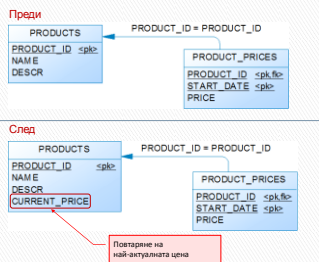 Преди
PRODUCTS
PRODUCT_ID <pk>
NAME
DESCR
PRODUCT_ID = PRODUCT_ID
PRODUCT_PRICES
PRODUCT_ID <pk,fk>
START_DATE <pk>
PRICE
След
PRODUCTS
PRODUCT_ID <pk>
NAME
DESCR
CURRENT_PRICE
PRODUCT_ID = PRODUCT_ID
PRODUCT_PRICES
PRODUCT_ID <pk,fk>
START_DATE <pk>
PRICE
Повтаряне на
най-актуалната цена